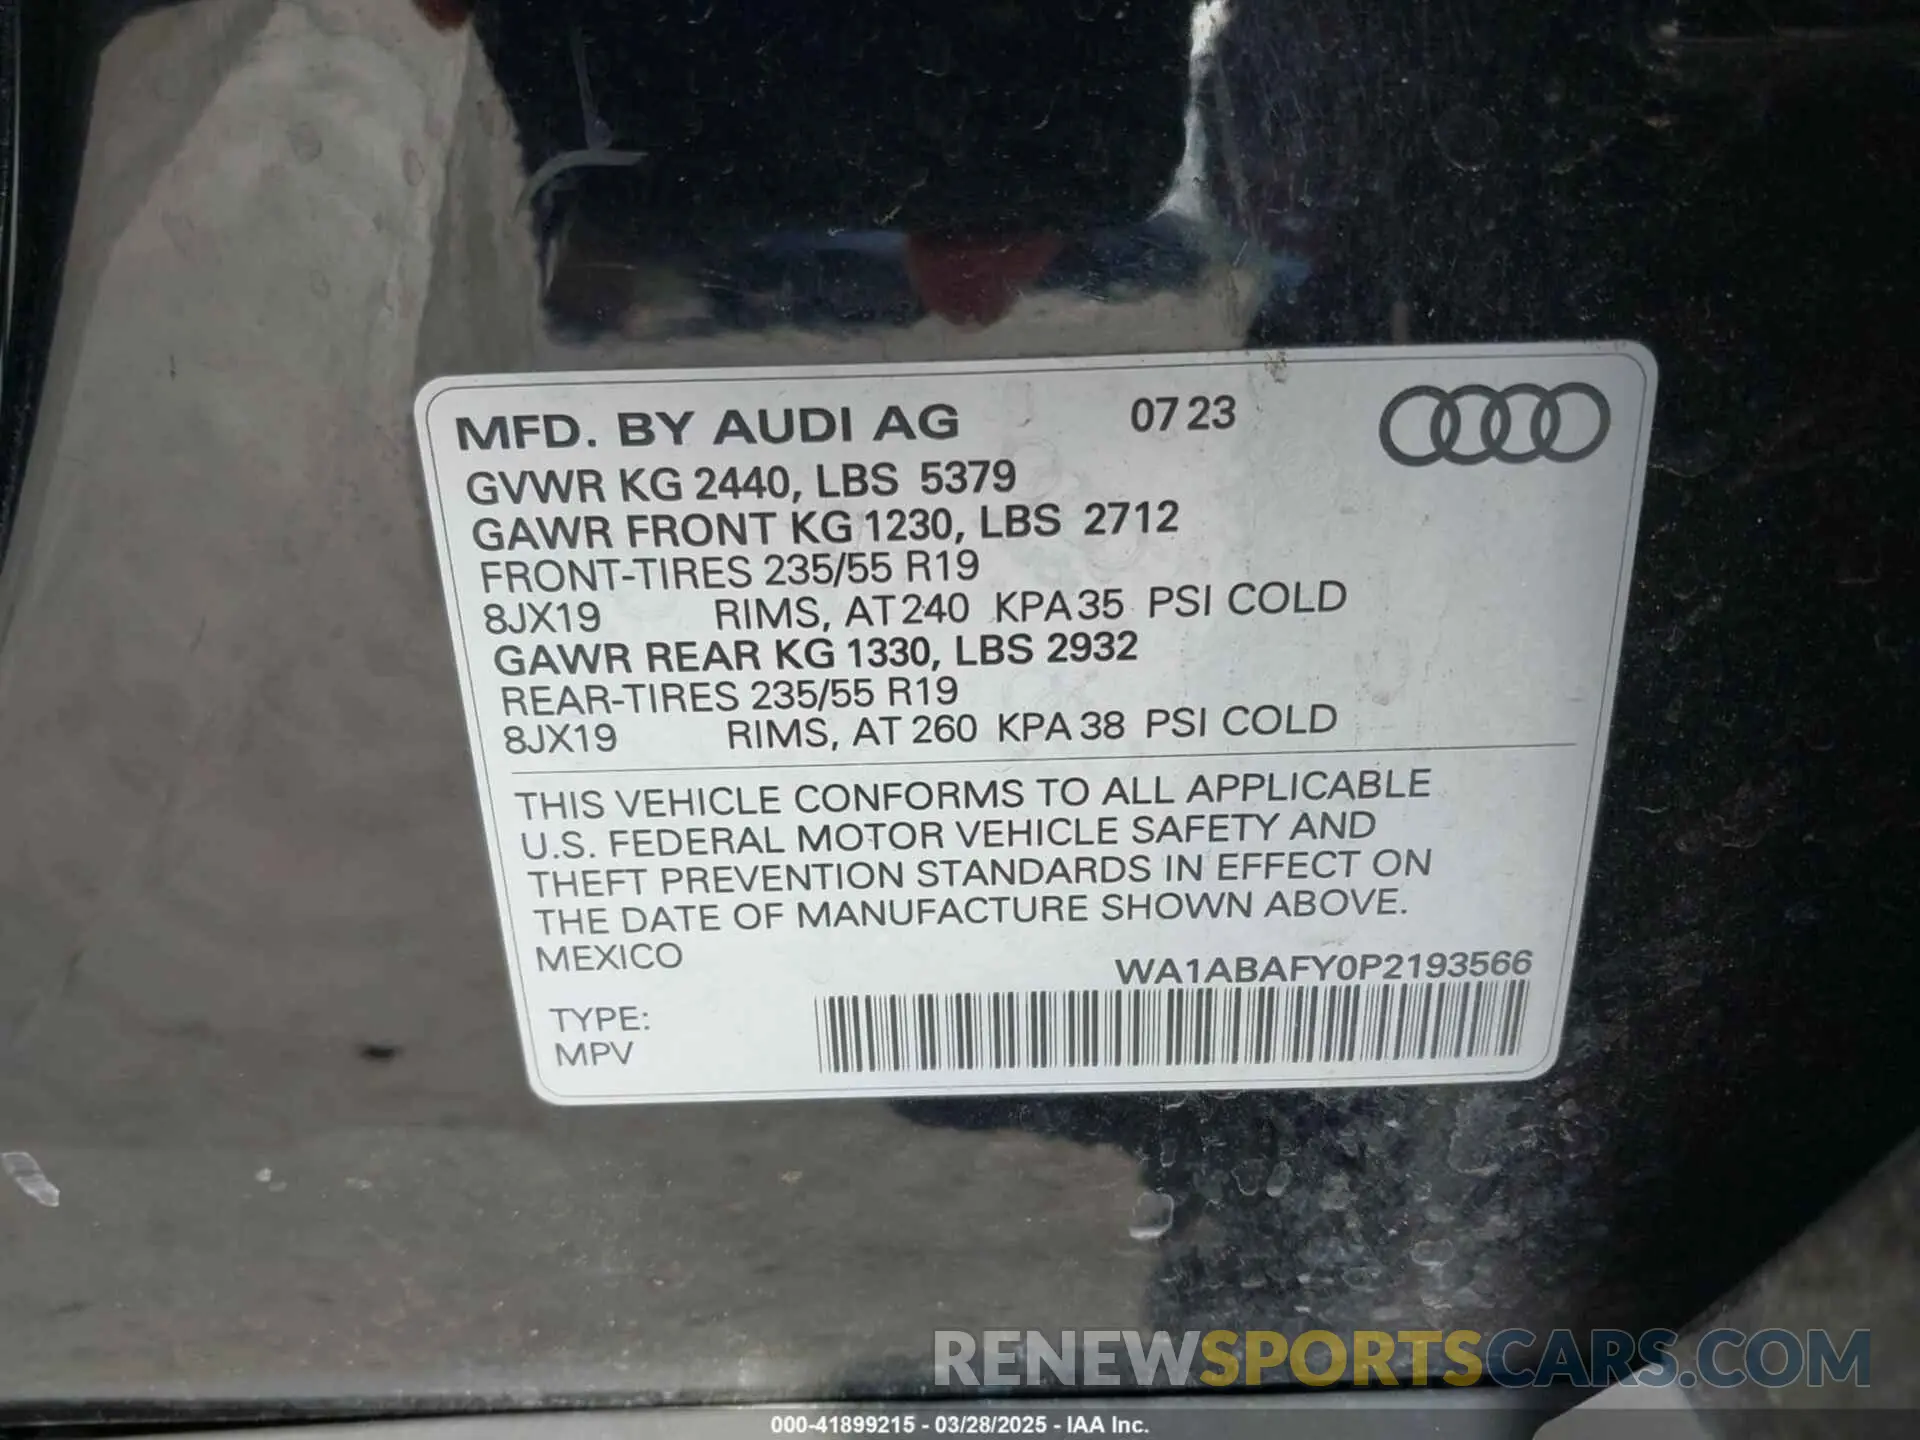 MFD. BY AUDI AG 07 23
GVWR KG 2440, LBS 5379
GAWR FRONT KG 1230, LBS 2712
FRONT-TIRES 235/55 R19
8JX19 RIMS, AT 240 KPA 35 PSI COLD
GAWR REAR KG 1330, LBS 2932
REAR-TIRES 235/55 R19
8JX19 RIMS, AT 260 KPA 38 PSI COLD
THIS VEHICLE CONFORMS TO ALL APPLICABLE
U.S. FEDERAL MOTOR VEHICLE SAFETY AND
THEFT PREVENTION STANDARDS IN EFFECT ON
THE DATE OF MANUFACTURE SHOWN ABOVE.
MEXICO
WA1ABAFY0P2193566
TYPE:
MPV
RENEWSPORTSCARS.COM
000-41899215 - 03/28/2025 - IAA Inc.